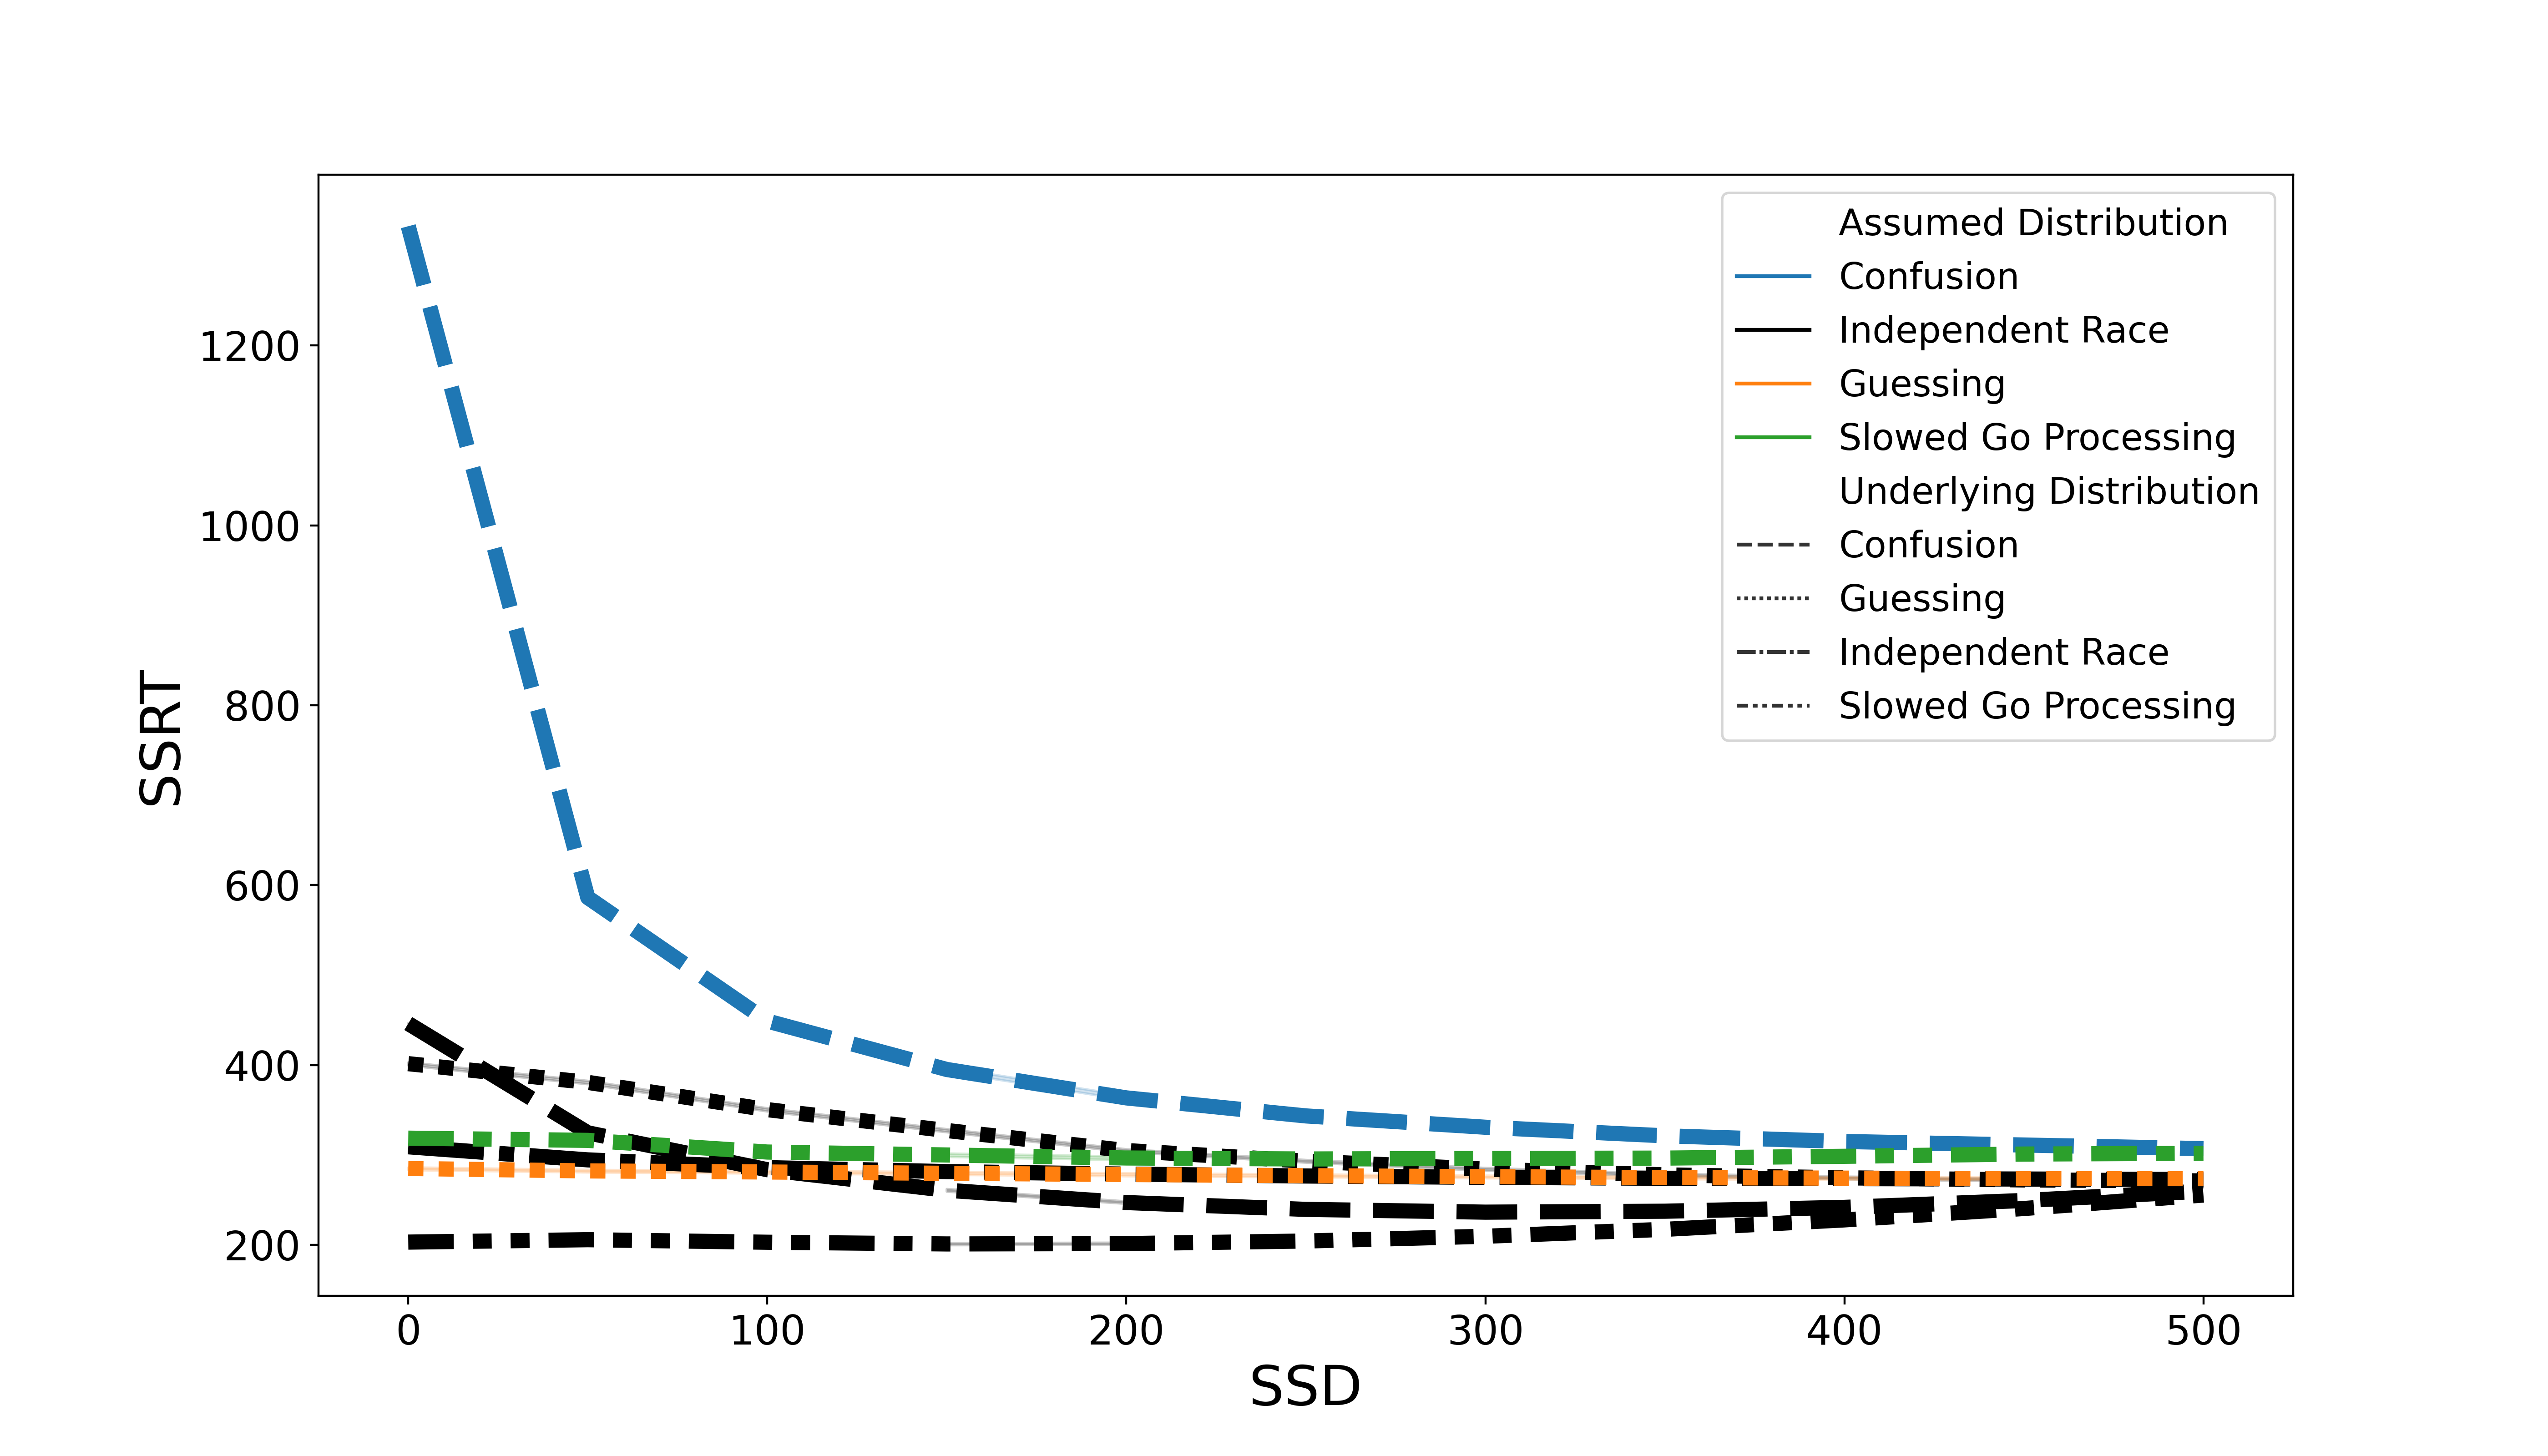 Assumed Distribution
Confusion
Independent Race
Guessing
Slowed Go Processing
Underlying Distribution
Confusion
Guessing
Independent Race
Slowed Go Processing
1200
1000
800
600
400
200
SSRT
0 100 200 300 400 500
SSD